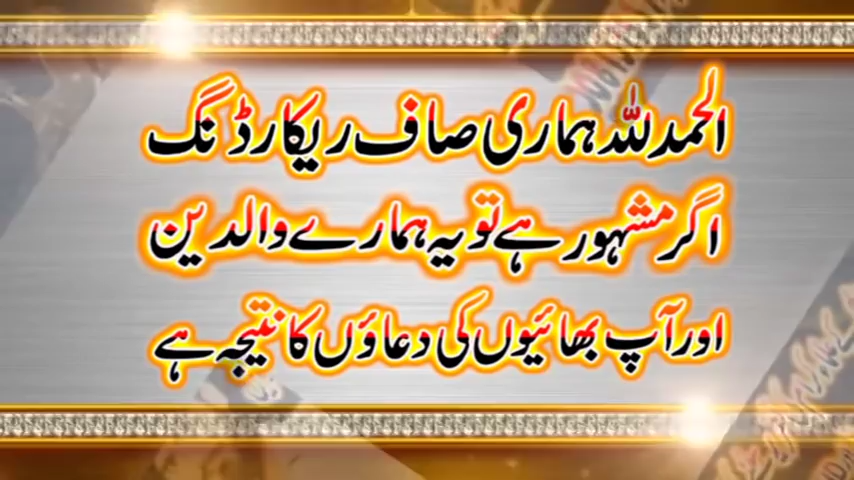 الحمدللہ ہماری صاف ریکارڈنگ
اگر مشہور ہے تو یہ ہمارے والدین
اور آپ بھائیوں کی دعاؤں کا نتیجہ ہے